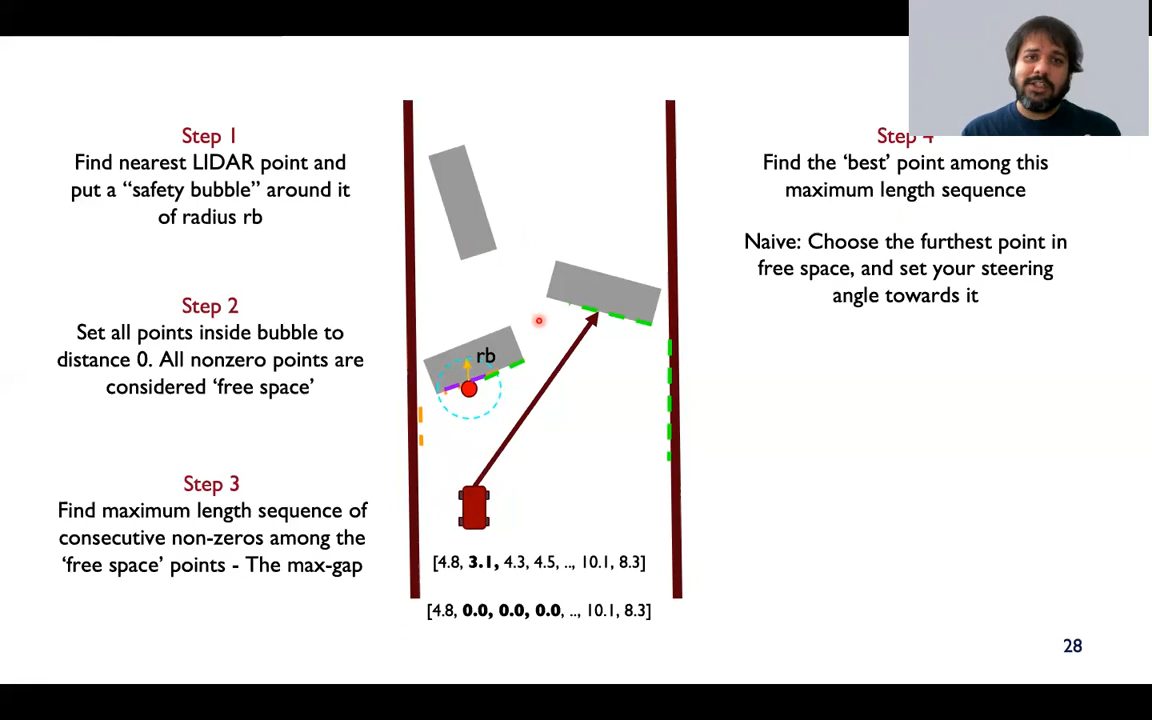 Step 1
Find nearest LIDAR point and
put a “safety bubble” around it
of radius rb
Step 2
Set all points inside bubble to
distance 0. All nonzero points are
considered ‘free space’
Step 3
Find maximum length sequence of
consecutive non-zeros among the
‘free space’ points - The max-gap
rb
[4.8, 3.1, 4.3, 4.5, .., 10.1, 8.3]
[4.8, 0.0, 0.0, 0.0, .., 10.1, 8.3]
Step 4
Find the ‘best’ point among this
maximum length sequence
Naive: Choose the furthest point in
free space, and set your steering
angle towards it
28